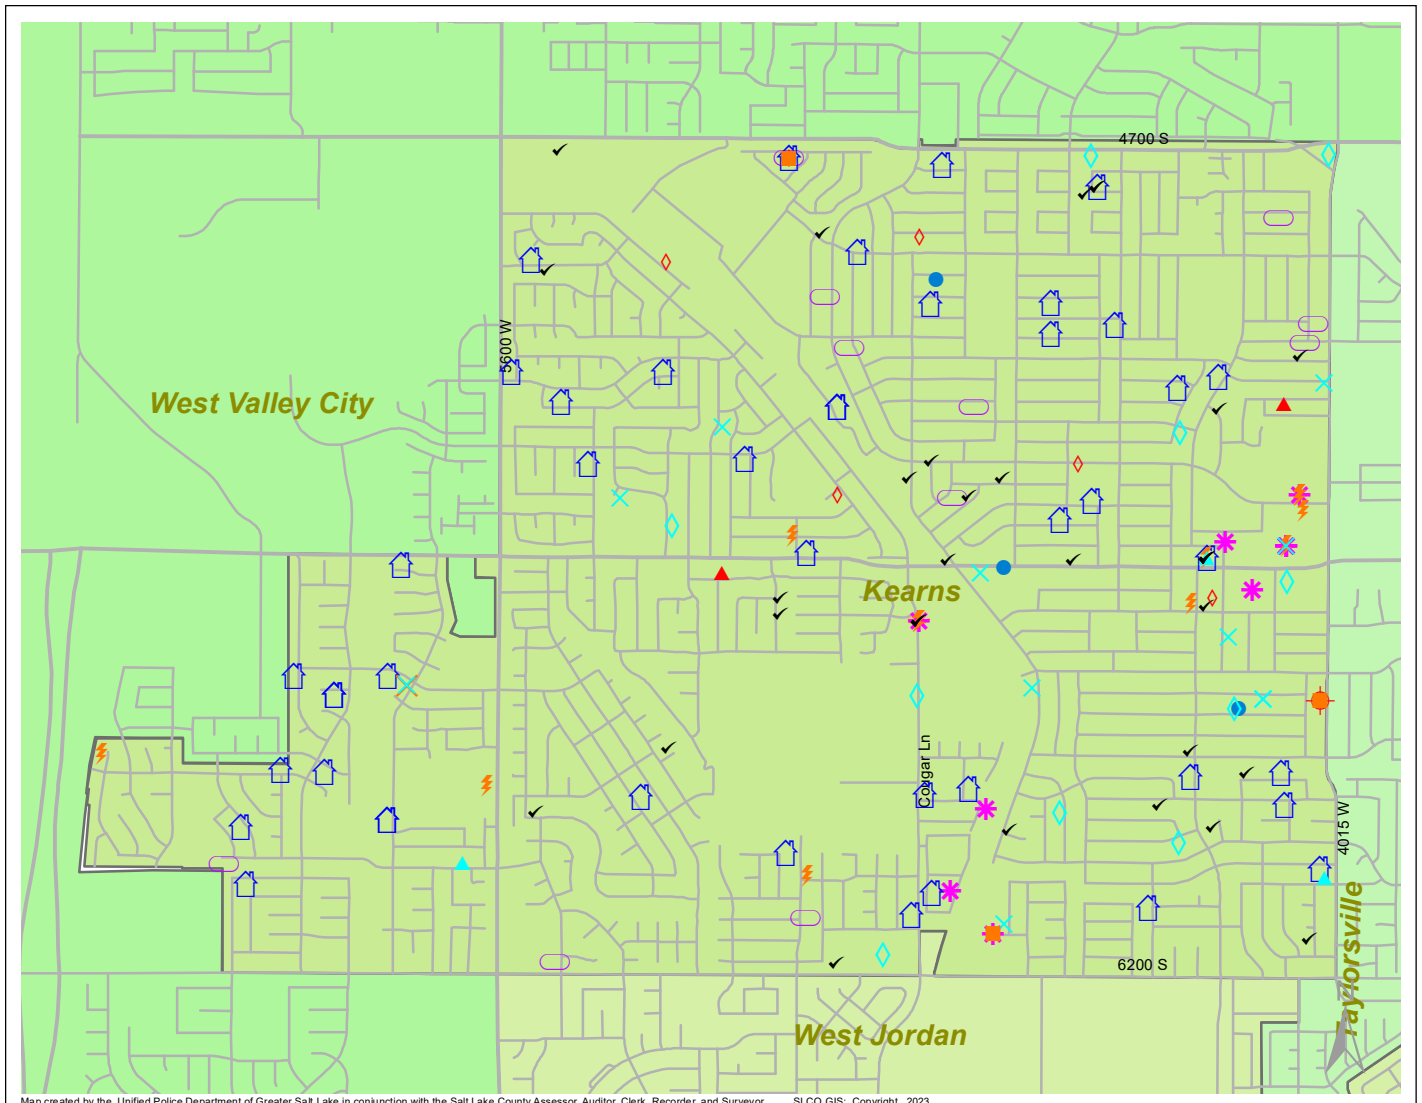 4700 S
5600 W
West Valley City
Kearns
Cougar Ln
4015 W
Taylorsville
6200 S
West Jordan
Map created by the Unified Police Department of Greater Salt Lake in conjunction with the Salt Lake County Assessor, Auditor, Clerk, Recorder, and Surveyor. SLCO GIS: Copyright, 2023